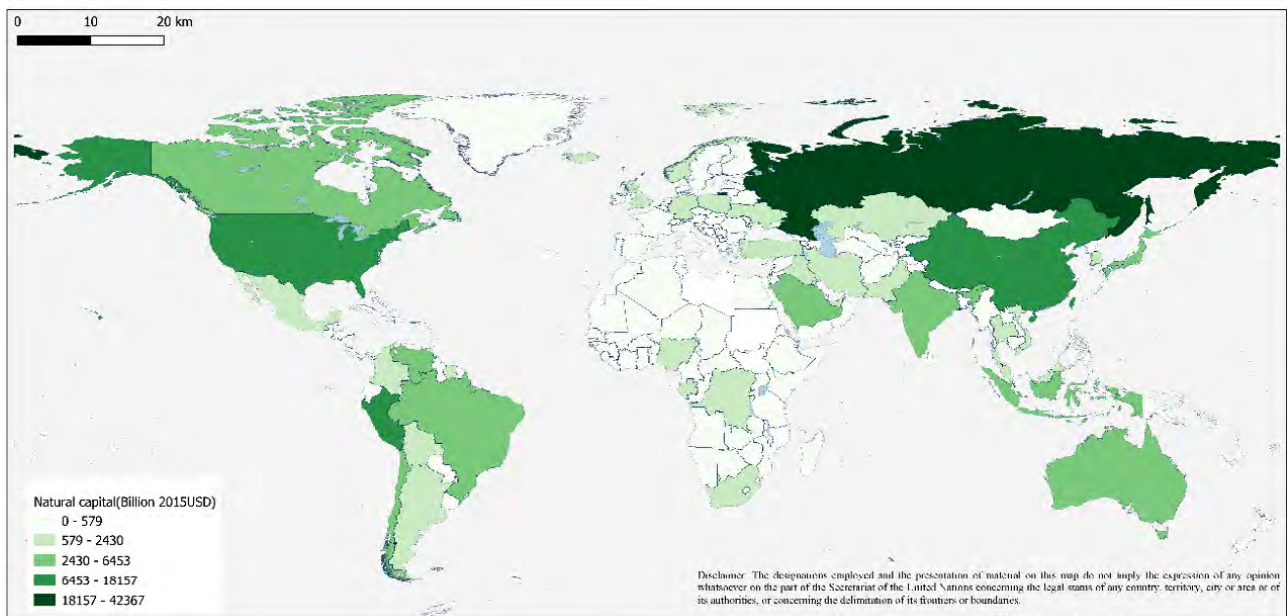 0 10 20 km
Natural capital(Billion 2015USD)
0 - 579
579 - 2430
2430 - 6453
6453 - 18157
18157 - 42367
Disclaimer The designations employed and the presentation of material on this map do not imply the expression of any opinion
whatsoever on the part of the Secretariat of the United Nations concerning the legal status of any country, territory, city or area or of
its authorities, or concerning the delimitation of its frontiers or boundaries.